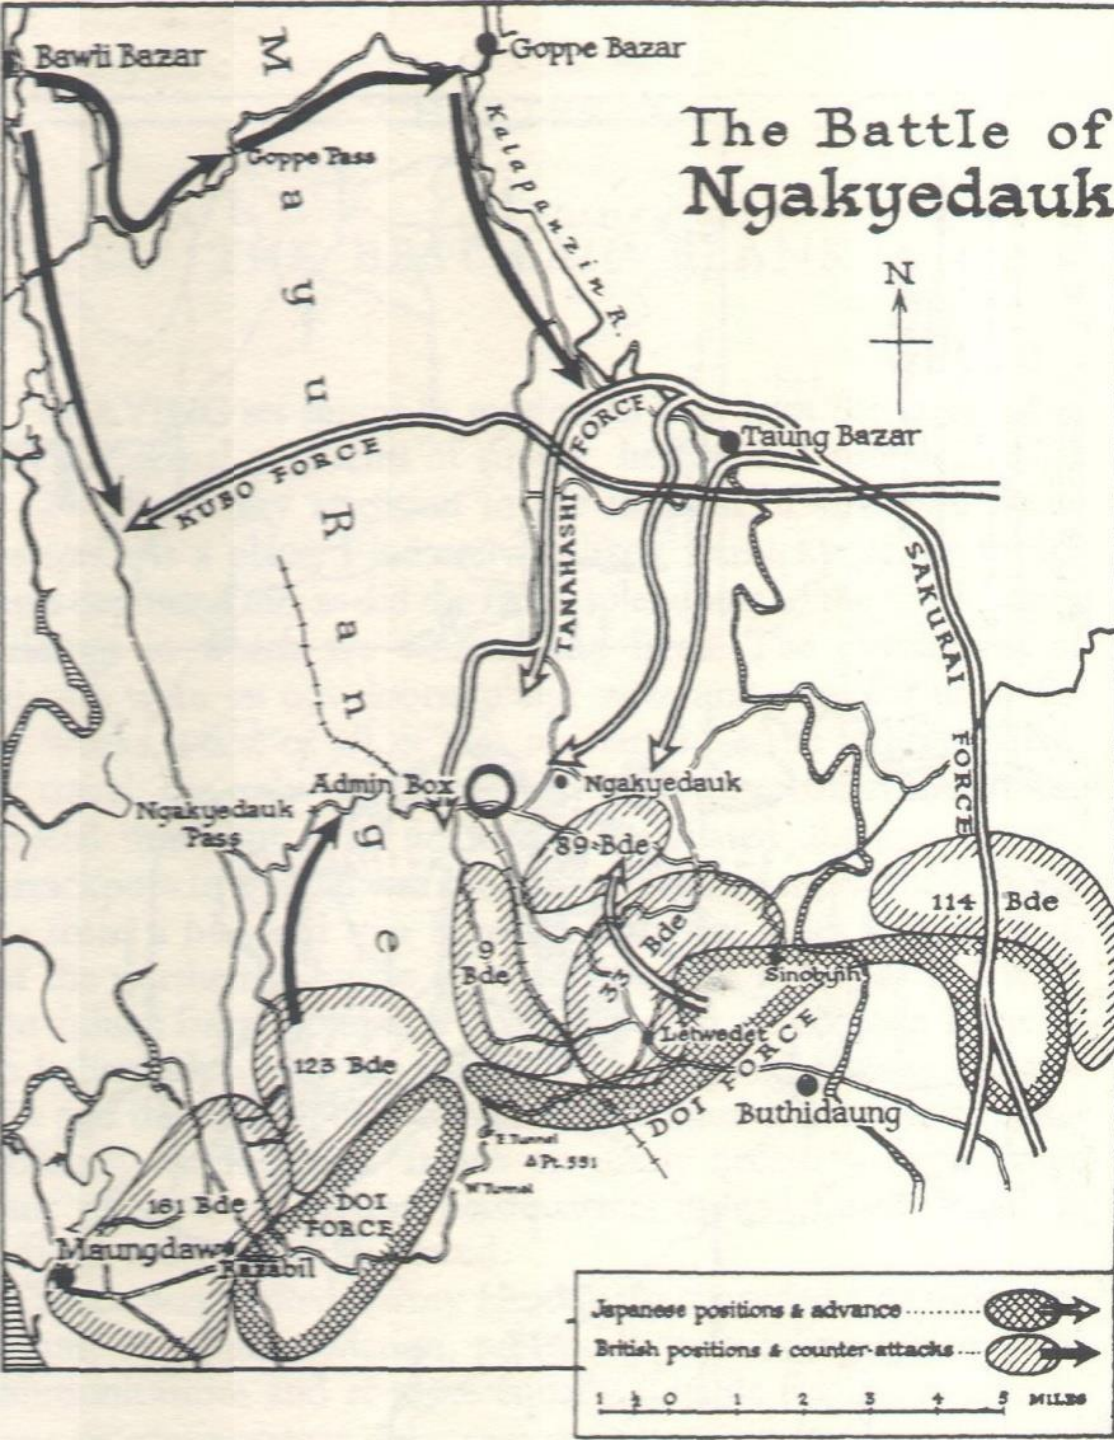 Bawli Bazar
Goppe Bazar
The Battle of
Ngakyedauk
Goppe Pass
Kalapanzin R.
N
Mayu Range
Taung Bazar
KUBO FORCE
TANAHASHI FORCE
SAKURAI FORCE
Admin Box
Ngakyedauk
Ngakyedauk
Pass
89 Bde
114 Bde
9
Bde
33 Bde
Sinobyin
Letwedet
DOI FORCE
123 Bde
Buthidaung
E Tunnel
Pt. 551
W Tunnel
161 Bde
DOI
FORCE
Maungdaw
Razabil
Japanese positions & advance
British positions & counter-attacks
1 ½ 0 1 2 3 4 5 MILES